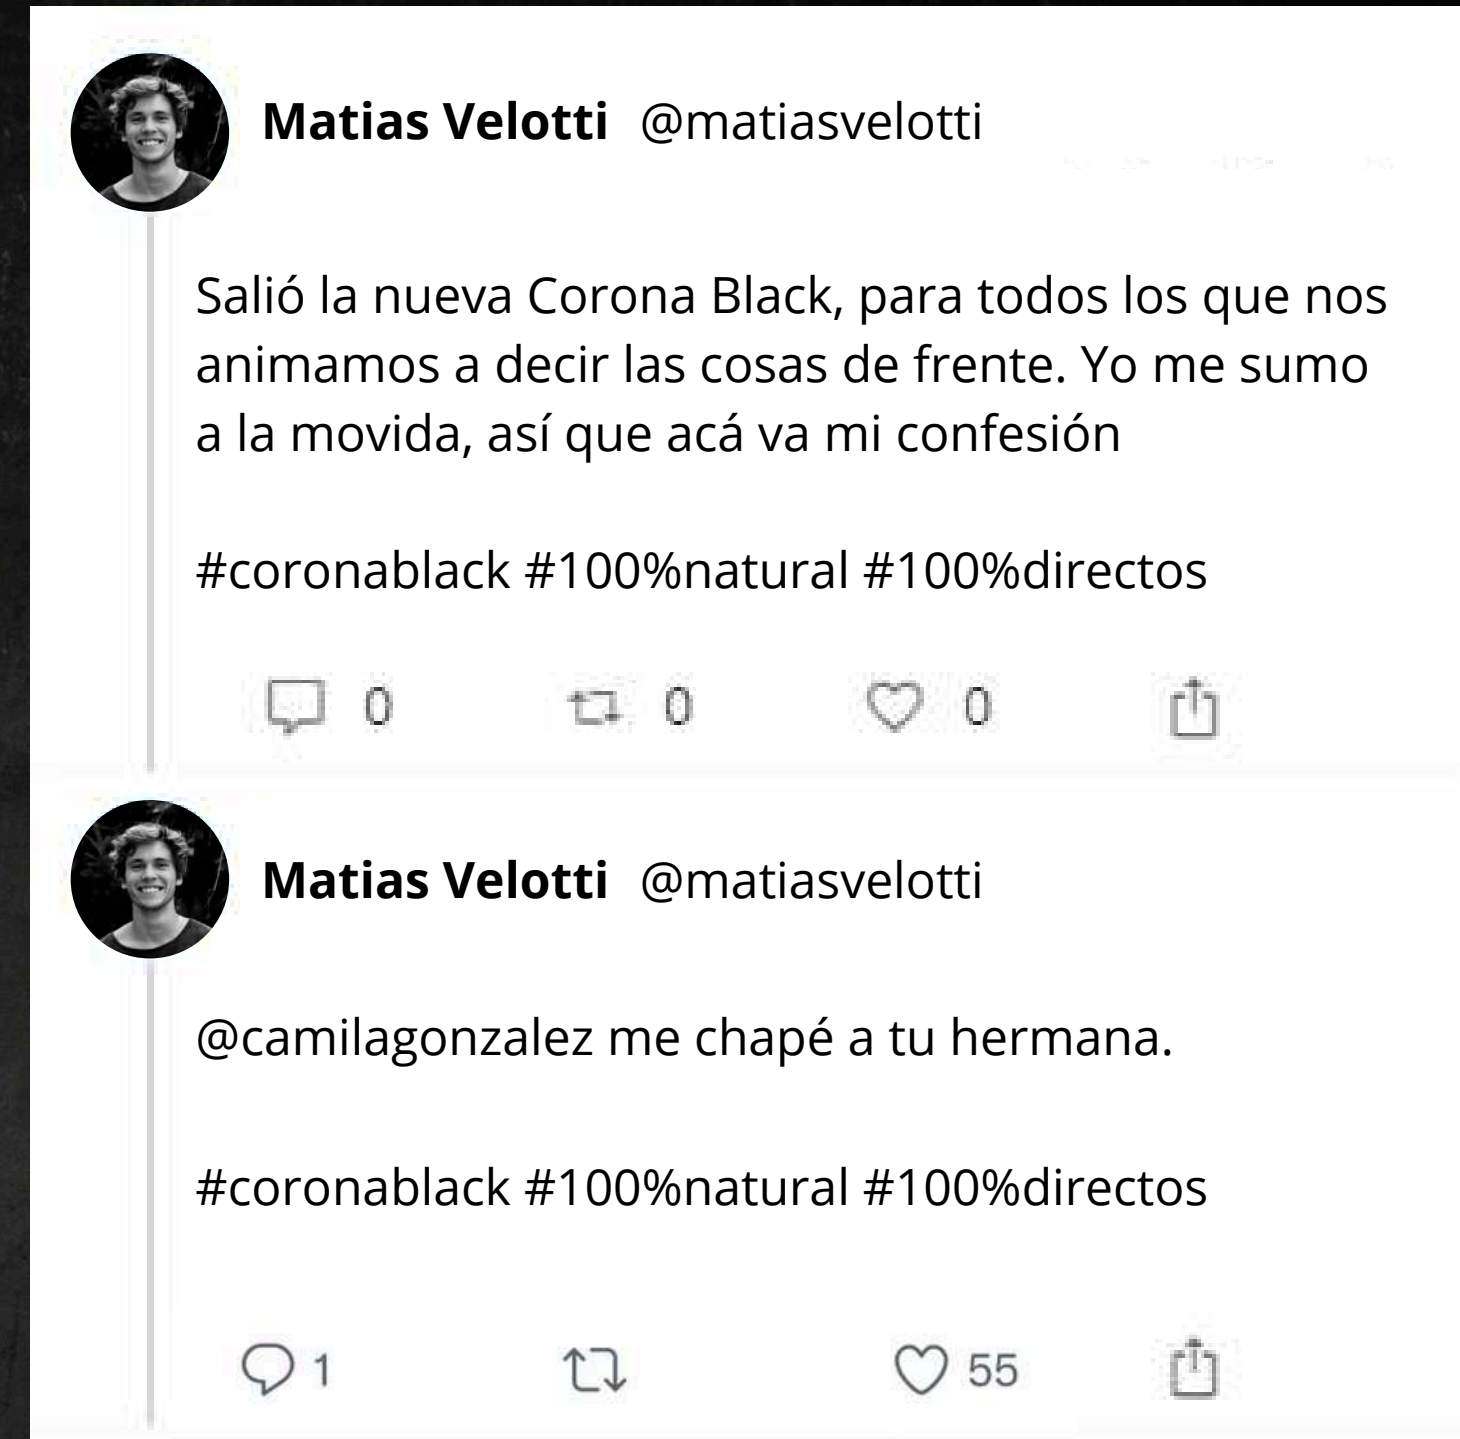 Matias Velotti @matiasvelotti
Salió la nueva Corona Black, para todos los que nos
animamos a decir las cosas de frente. Yo me sumo
a la movida, así que acá va mi confesión
#coronablack #100%natural #100%directos
0 0 0
Matias Velotti @matiasvelotti
@camilagonzalez me chapé a tu hermana.
#coronablack #100%natural #100%directos
1 55